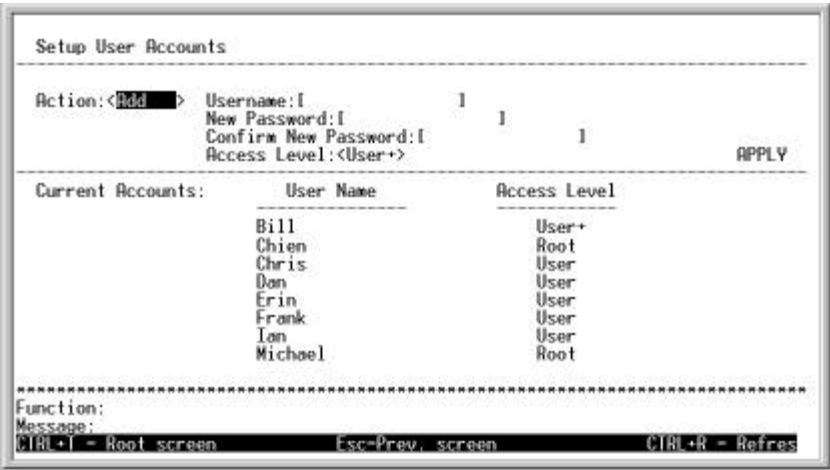 Setup User Accounts
Action:<Add > Username:[ ]
New Password:[ ]
Confirm New Password:[ ]
Access Level:<User+> APPLY
Current Accounts: User Name Access Level
Bill User+
Chien Root
Chris User
Dan User
Erin User
Frank User
Ian User
Michael Root
Function:
Message:
CTRL+T = Root screen Esc=Prev. screen CTRL+R = Refres